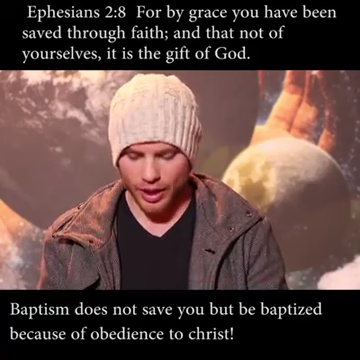 Ephesians 2:8  For by grace you have been
saved through faith; and that not of
yourselves, it is the gift of God.
Baptism does not save you but be baptized
because of obedience to christ!